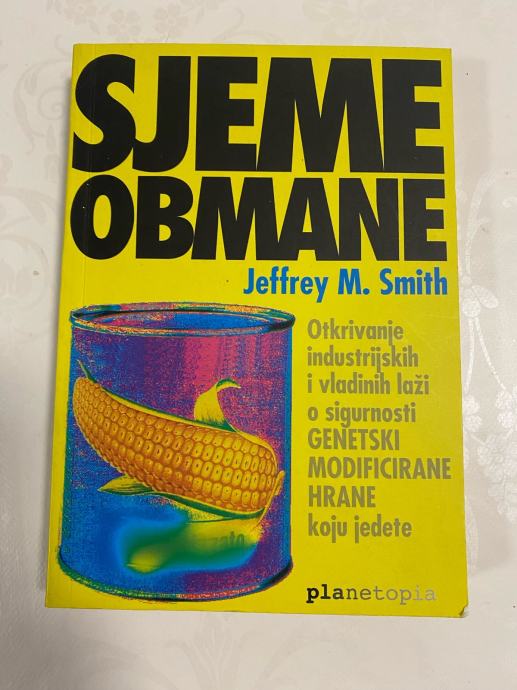 SJEME
OBMANE
Jeffrey M. Smith
Otkrivanje
industrijskih
i vladinih laži
o sigurnosti
GENETSKI
MODIFICIRANE
HRANE
koju jedete
planetopia